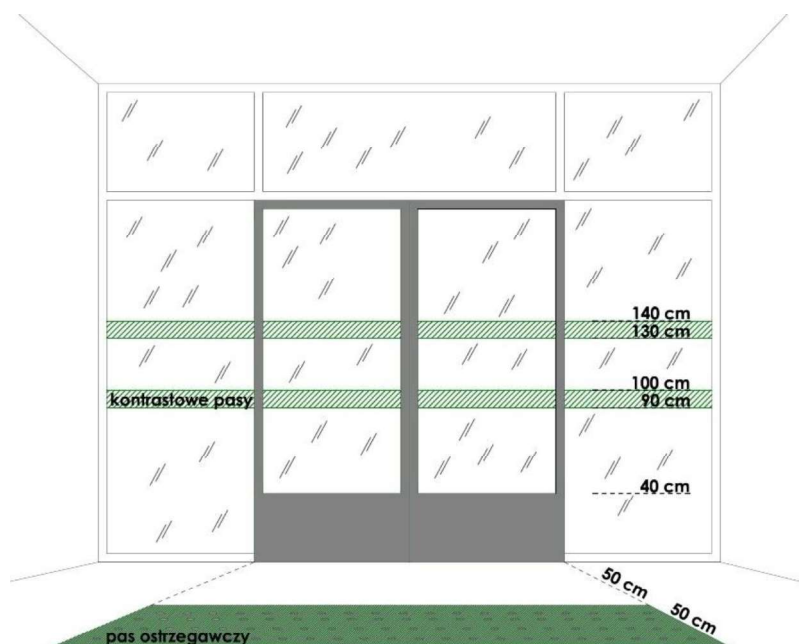 140 cm
130 cm
100 cm
kontrastowe pasy
90 cm
40 cm
50 cm
50 cm
pas ostrzegawczy